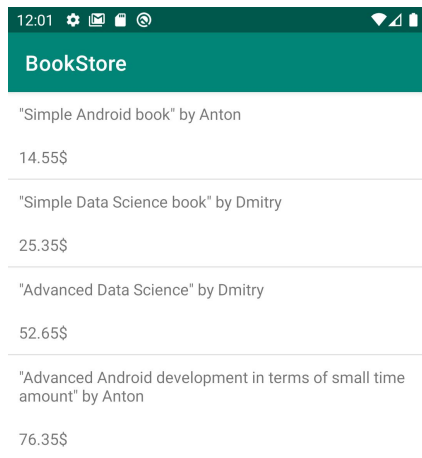 12:01
BookStore
"Simple Android book" by Anton
14.55$
"Simple Data Science book" by Dmitry
25.35$
"Advanced Data Science" by Dmitry
52.65$
"Advanced Android development in terms of small time
amount" by Anton
76.35$